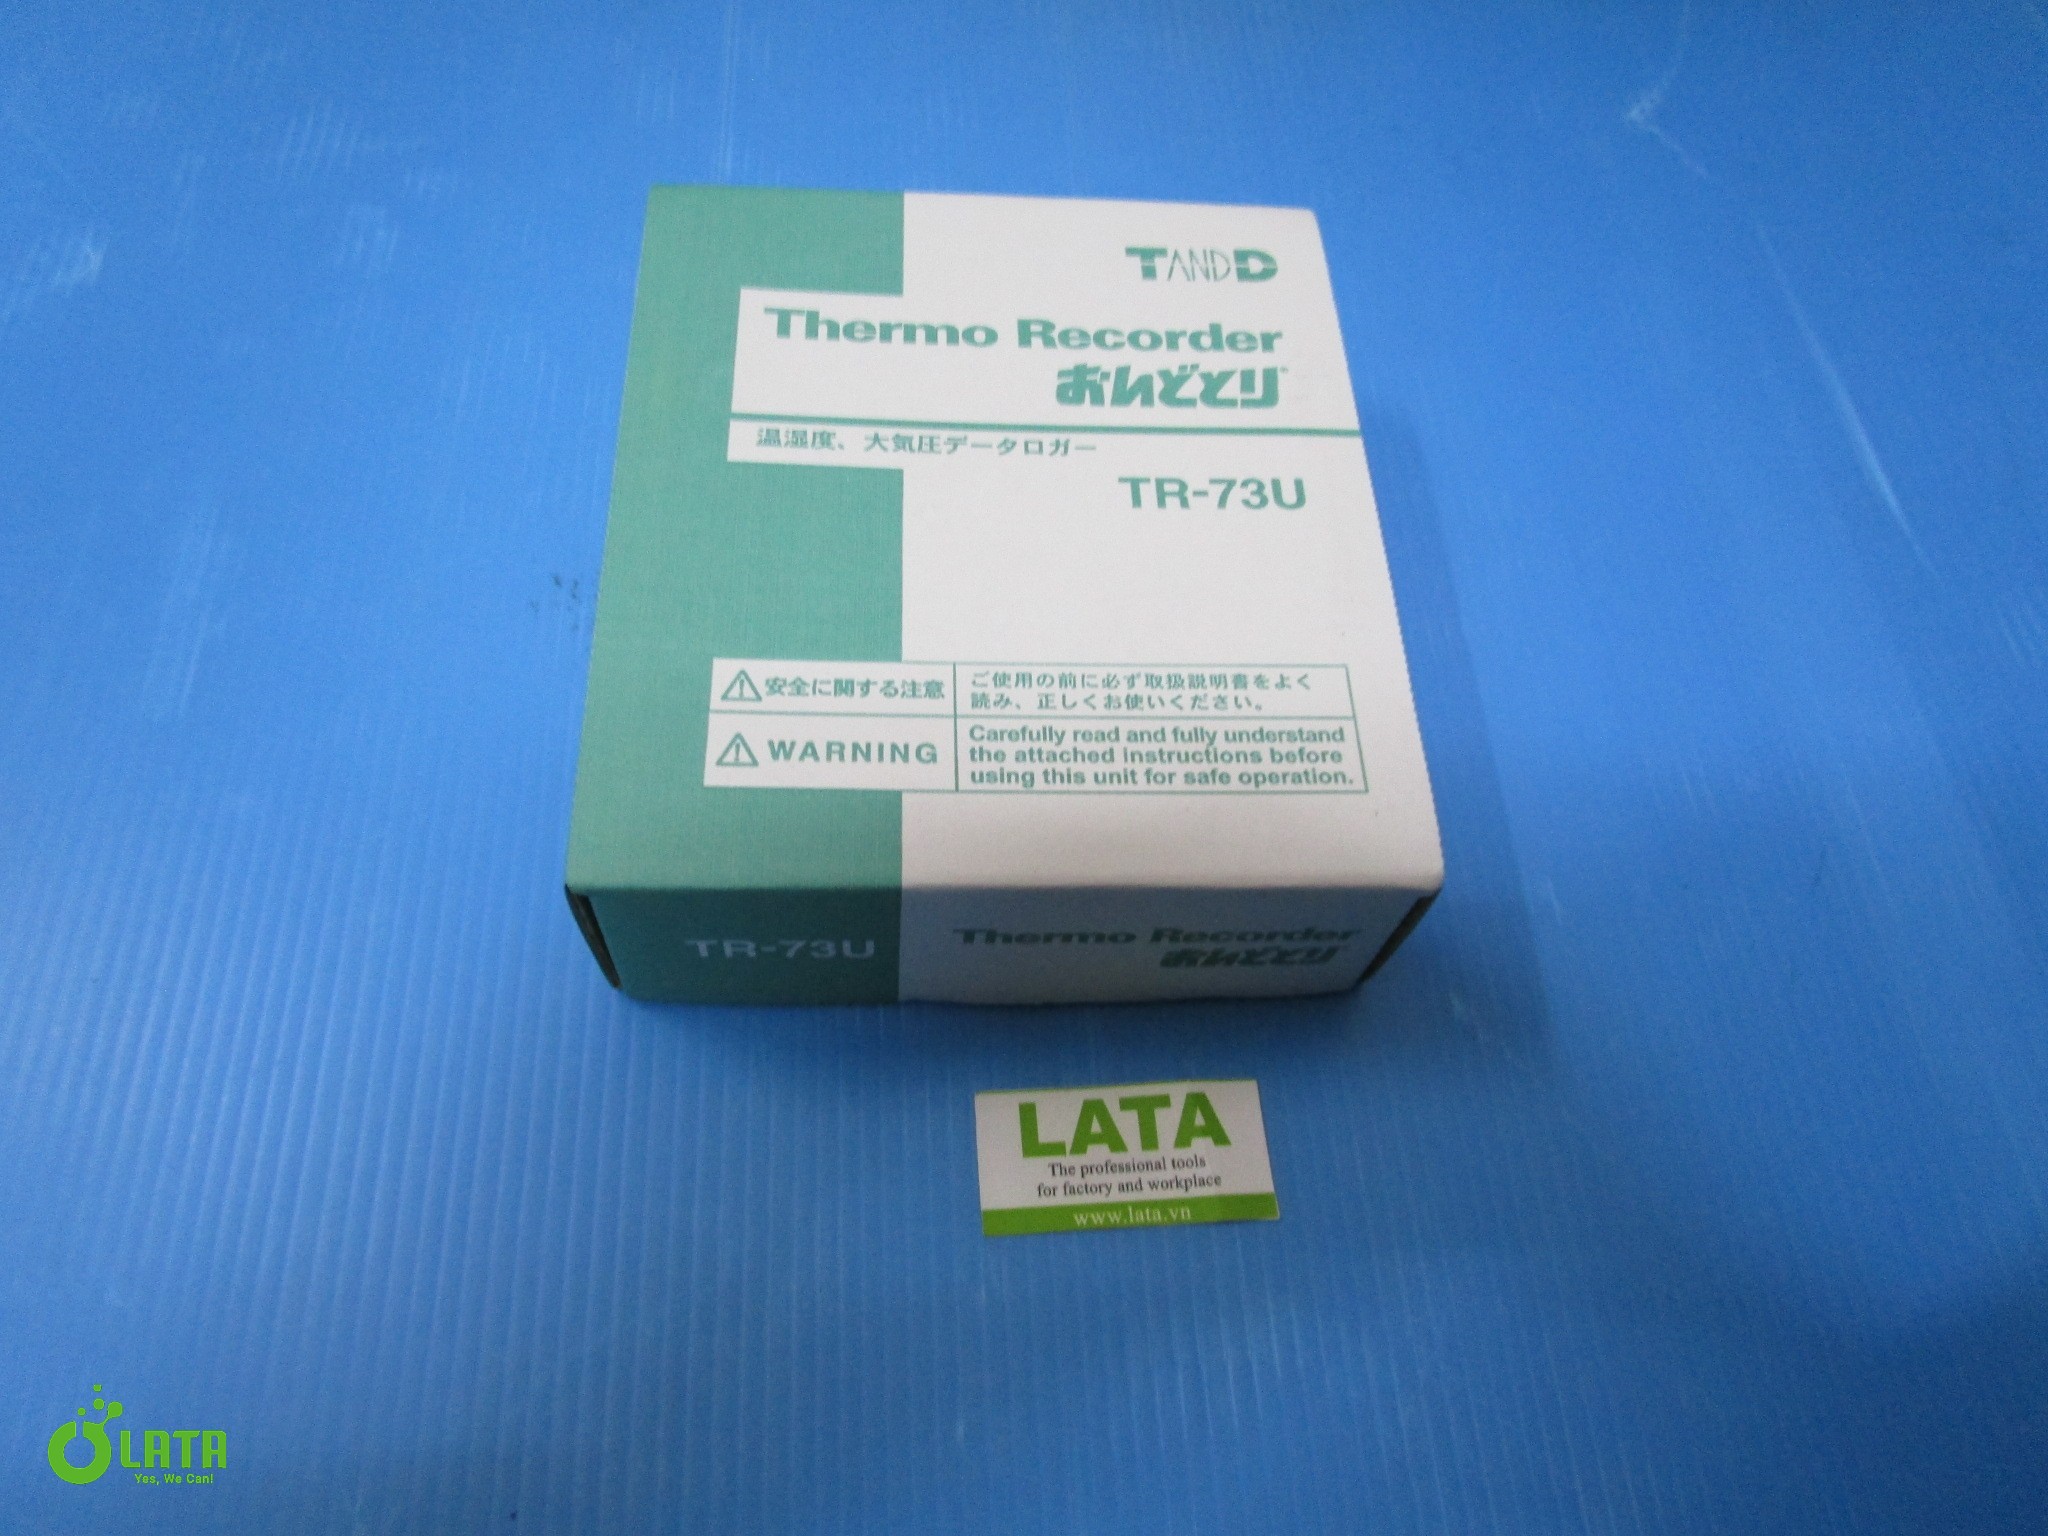 TANDD
Thermo Recorder
おんどとり
温湿度、大気圧データロガー
TR-73U
安全に関する注意
ご使用の前に必ず取扱説明書をよく
読み、正しくお使いください。
WARNING
Carefully read and fully understand
the attached instructions before
using this unit for safe operation.
TR-73U
Thermo Recorder
おんどとり
LATA
The professional tools
for factory and workplace
www.lata.vn
LATA
Yes, We Can!